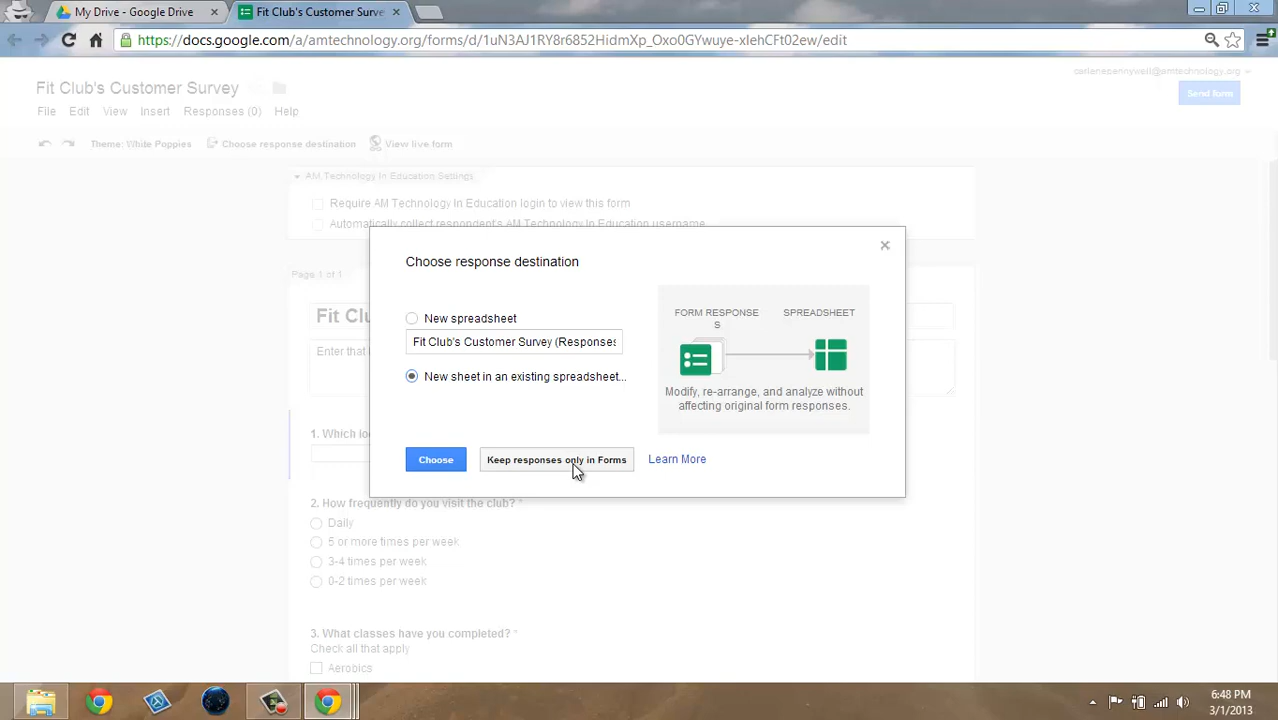 My Drive - Google Drive
Fit Club's Customer Surve
https://docs.google.com/a/amtechnology.org/forms/d/1uN3AJ1RY8r6852HidmXp_Oxo0GYwuye-xlehCFt02ew/edit
Fit Club's Customer Survey
carlenepennywell@amtechnology.org
Send form
File Edit View Insert Responses (0) Help
Theme: White Poppies Choose response destination View live form
AM Technology In Education Settings
Require AM Technology In Education login to view this form
Automatically collect respondent's AM Technology In Education username
Page 1 of 1
Fit Clu
Enter that
Choose response destination
New spreadsheet
Fit Club's Customer Survey (Responses
New sheet in an existing spreadsheet...
FORM RESPONSE
S
SPREADSHEET
Modify, re-arrange, and analyze without
affecting original form responses.
Choose Keep responses only in Forms Learn More
1. Which lo
2. How frequently do you visit the club? *
Daily
5 or more times per week
3-4 times per week
0-2 times per week
3. What classes have you completed? *
Check all that apply
Aerobics
6:48 PM
3/1/2013